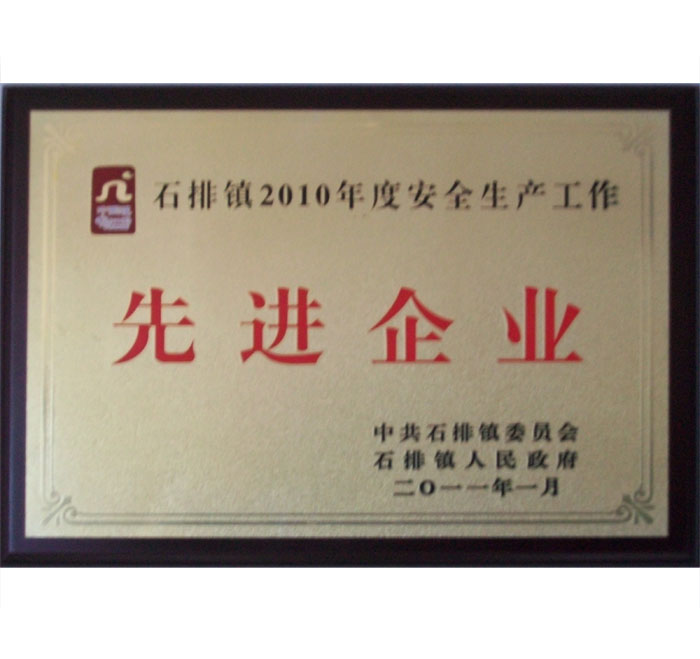 石排镇2010年度安全生产工作
先进企业
中共石排镇委员会
石排镇人民政府
二〇一一年一月